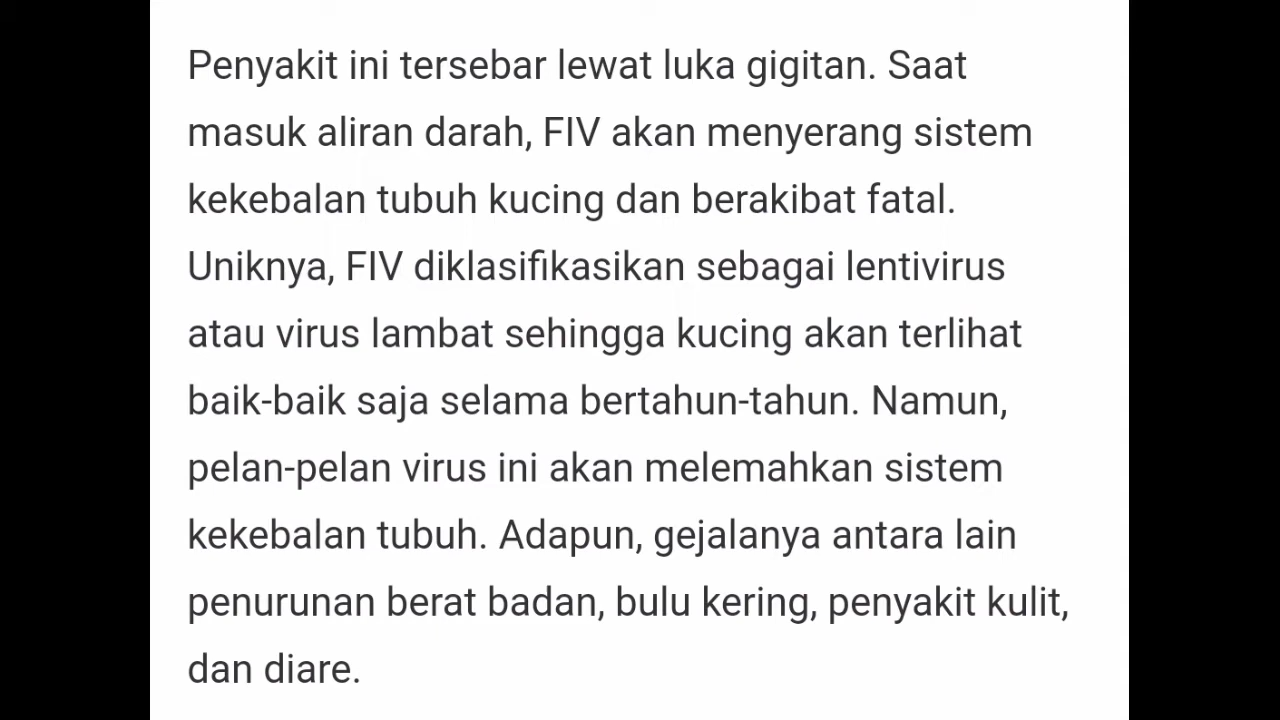 Penyakit ini tersebar lewat luka gigitan. Saat
masuk aliran darah, FIV akan menyerang sistem
kekebalan tubuh kucing dan berakibat fatal.
Uniknya, FIV diklasifikasikan sebagai lentivirus
atau virus lambat sehingga kucing akan terlihat
baik-baik saja selama bertahun-tahun. Namun,
pelan-pelan virus ini akan melemahkan sistem
kekebalan tubuh. Adapun, gejalanya antara lain
penurunan berat badan, bulu kering, penyakit kulit,
dan diare.